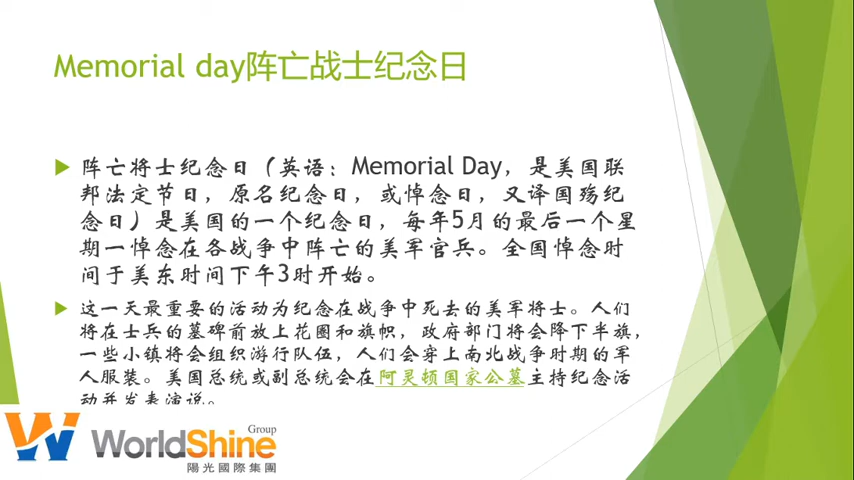 Memorial day阵亡战士纪念日
阵亡将士纪念日（英语：Memorial Day，是美国联
邦法定节日，原名纪念日，或悼念日，又译国殇纪
念日）是美国的一个纪念日，每年5月的最后一个星
期一悼念在各战争中阵亡的美军官兵。全国悼念时
间于美东时间下午3时开始。
这一天最重要的活动为纪念在战争中死去的美军将士。人们
将在士兵的墓碑前放上花圈和旗帜，政府部门将会降下半旗，
一些小镇将会组织游行队伍，人们会穿上南北战争时期的军
人服装。美国总统或副总统会在阿灵顿国家公墓主持纪念活
动并发表演说。
WorldShine Group
陽光國際集團